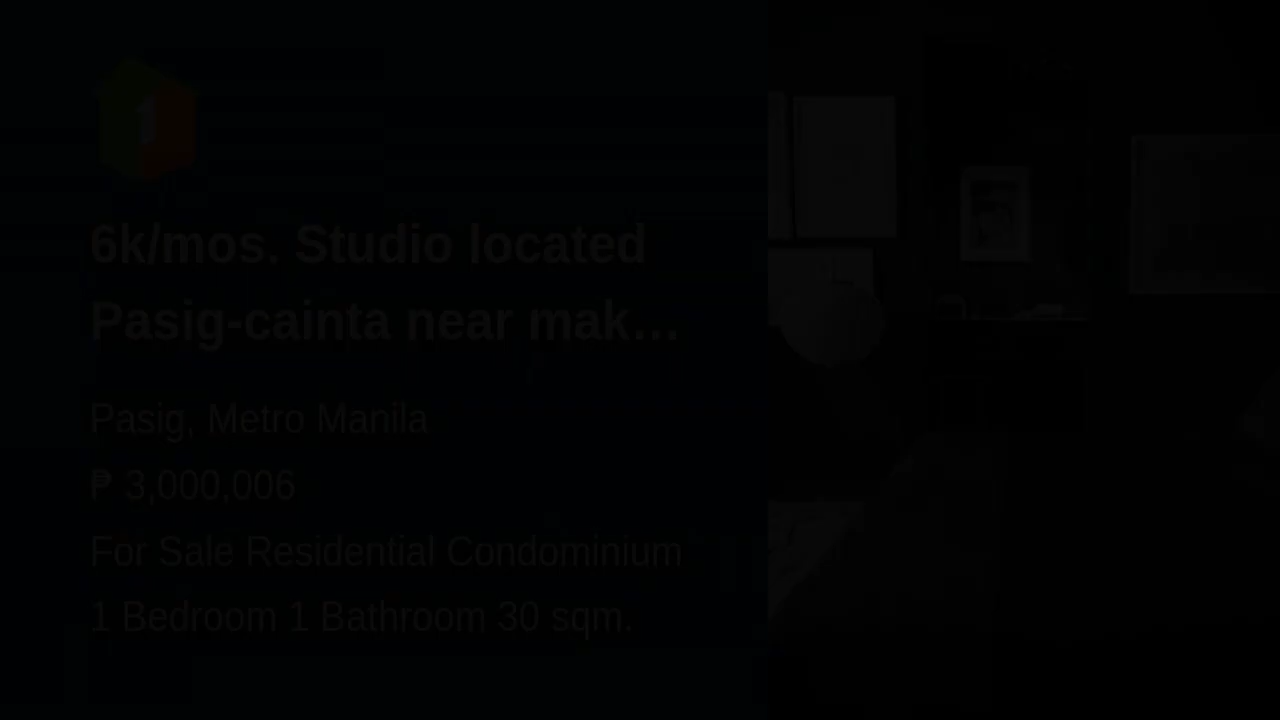 1
6k/mos. Studio located
Pasig-cainta near mak...
Pasig, Metro Manila
₱ 3,000,006
For Sale Residential Condominium
1 Bedroom 1 Bathroom 30 sqm.